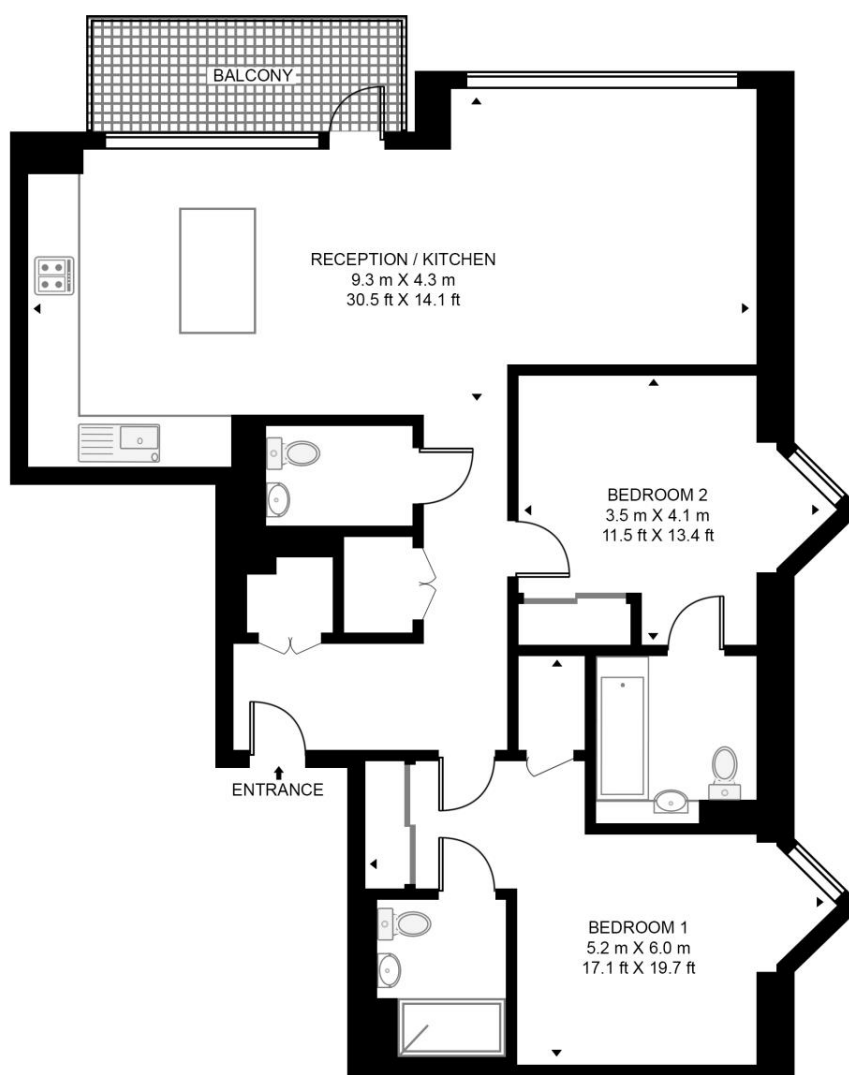 BALCONY
RECEPTION / KITCHEN
9.3 m X 4.3 m
30.5 ft X 14.1 ft
BEDROOM 2
3.5 m X 4.1 m
11.5 ft X 13.4 ft
ENTRANCE
BEDROOM 1
5.2 m X 6.0 m
17.1 ft X 19.7 ft